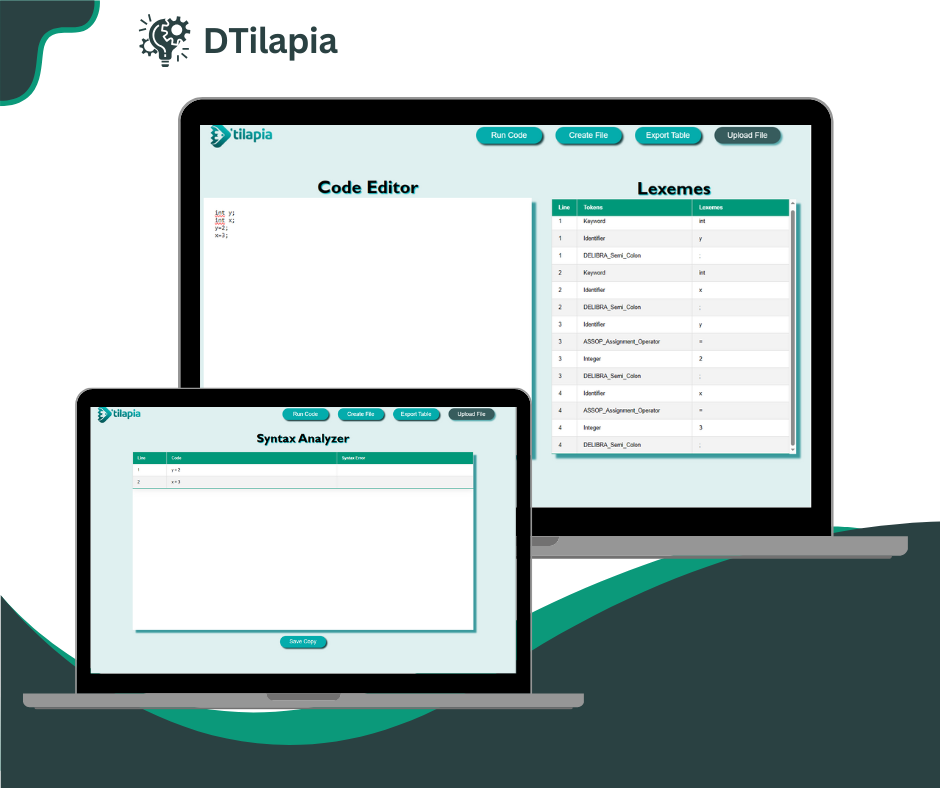 DTilapia
D'tilapia
Run Code
Create File
Export Table
Upload File
Code Editor
int y;
int x;
y=2;
x=3;
Lexemes
Line Tokens Lexemes
1 Keyword int
1 Identifier y
1 DELIBRA_Semi_Colon ;
2 Keyword int
2 Identifier x
2 DELIBRA_Semi_Colon ;
3 Identifier y
3 ASSOP_Assignment_Operator =
3 Integer 2
3 DELIBRA_Semi_Colon ;
4 Identifier x
4 ASSOP_Assignment_Operator =
4 Integer 3
4 DELIBRA_Semi_Colon ;
D'tilapia
Run Code
Create File
Export Table
Upload File
Syntax Analyzer
Line Code Syntax Error
1 y = 2
2 x = 3
Save Copy